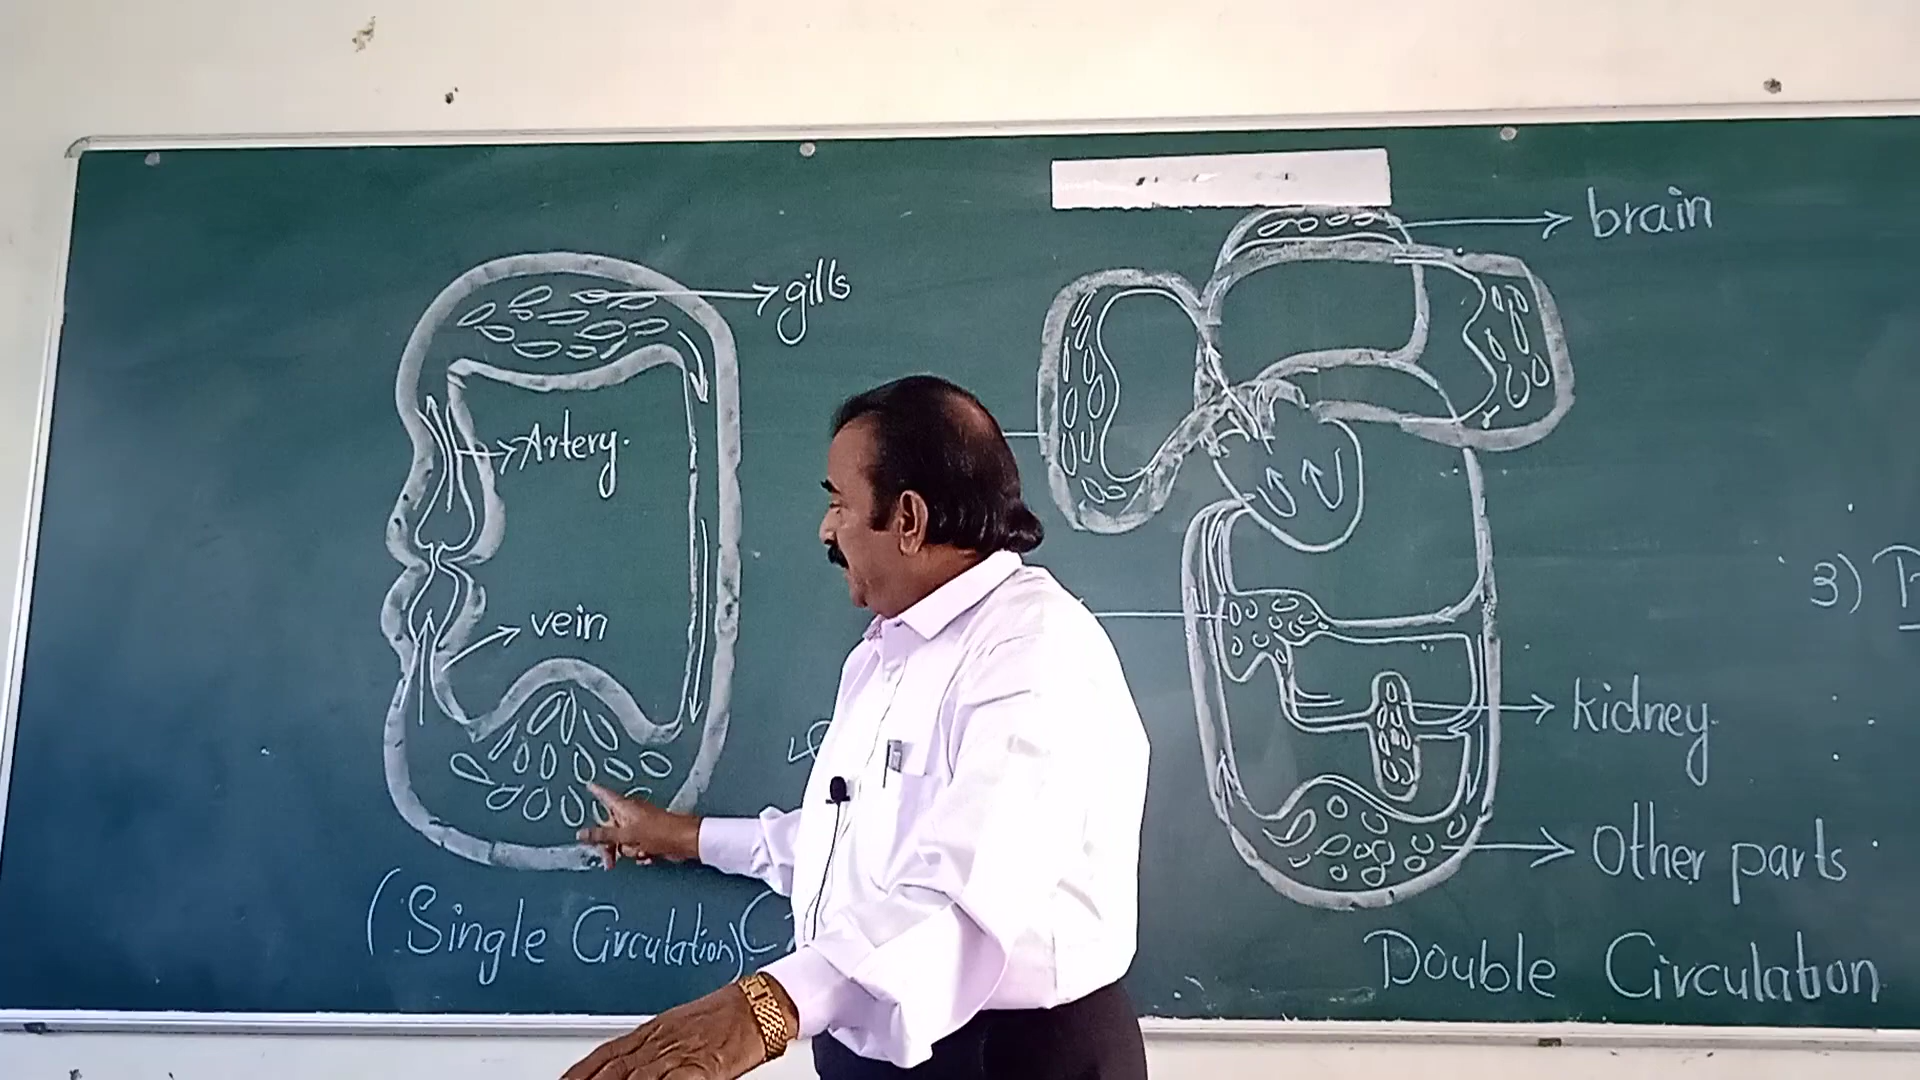 gills
Artery.
vein
(Single Circulation)
brain
kidney
Other parts
Double Circulation
3)